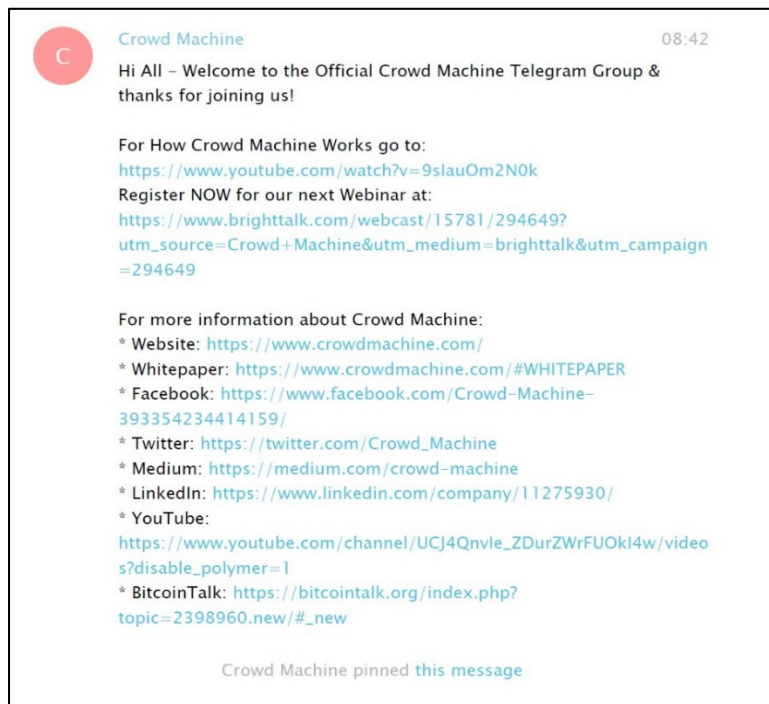 C
Crowd Machine 08:42
Hi All – Welcome to the Official Crowd Machine Telegram Group &
thanks for joining us!
For How Crowd Machine Works go to:
https://www.youtube.com/watch?v=9sIauOm2N0k
Register NOW for our next Webinar at:
https://www.brighttalk.com/webcast/15781/294649?
utm_source=Crowd+Machine&utm_medium=brighttalk&utm_campaign
=294649
For more information about Crowd Machine:
* Website: https://www.crowdmachine.com/
* Whitepaper: https://www.crowdmachine.com/#WHITEPAPER
* Facebook: https://www.facebook.com/Crowd-Machine-
393354234414159/
* Twitter: https://twitter.com/Crowd_Machine
* Medium: https://medium.com/crowd-machine
* LinkedIn: https://www.linkedin.com/company/11275930/
* YouTube:
https://www.youtube.com/channel/UCJ4QnvIe_ZDurZWrFUOkI4w/video
s?disable_polymer=1
* BitcoinTalk: https://bitcointalk.org/index.php?
topic=2398960.new/#_new
Crowd Machine pinned this message